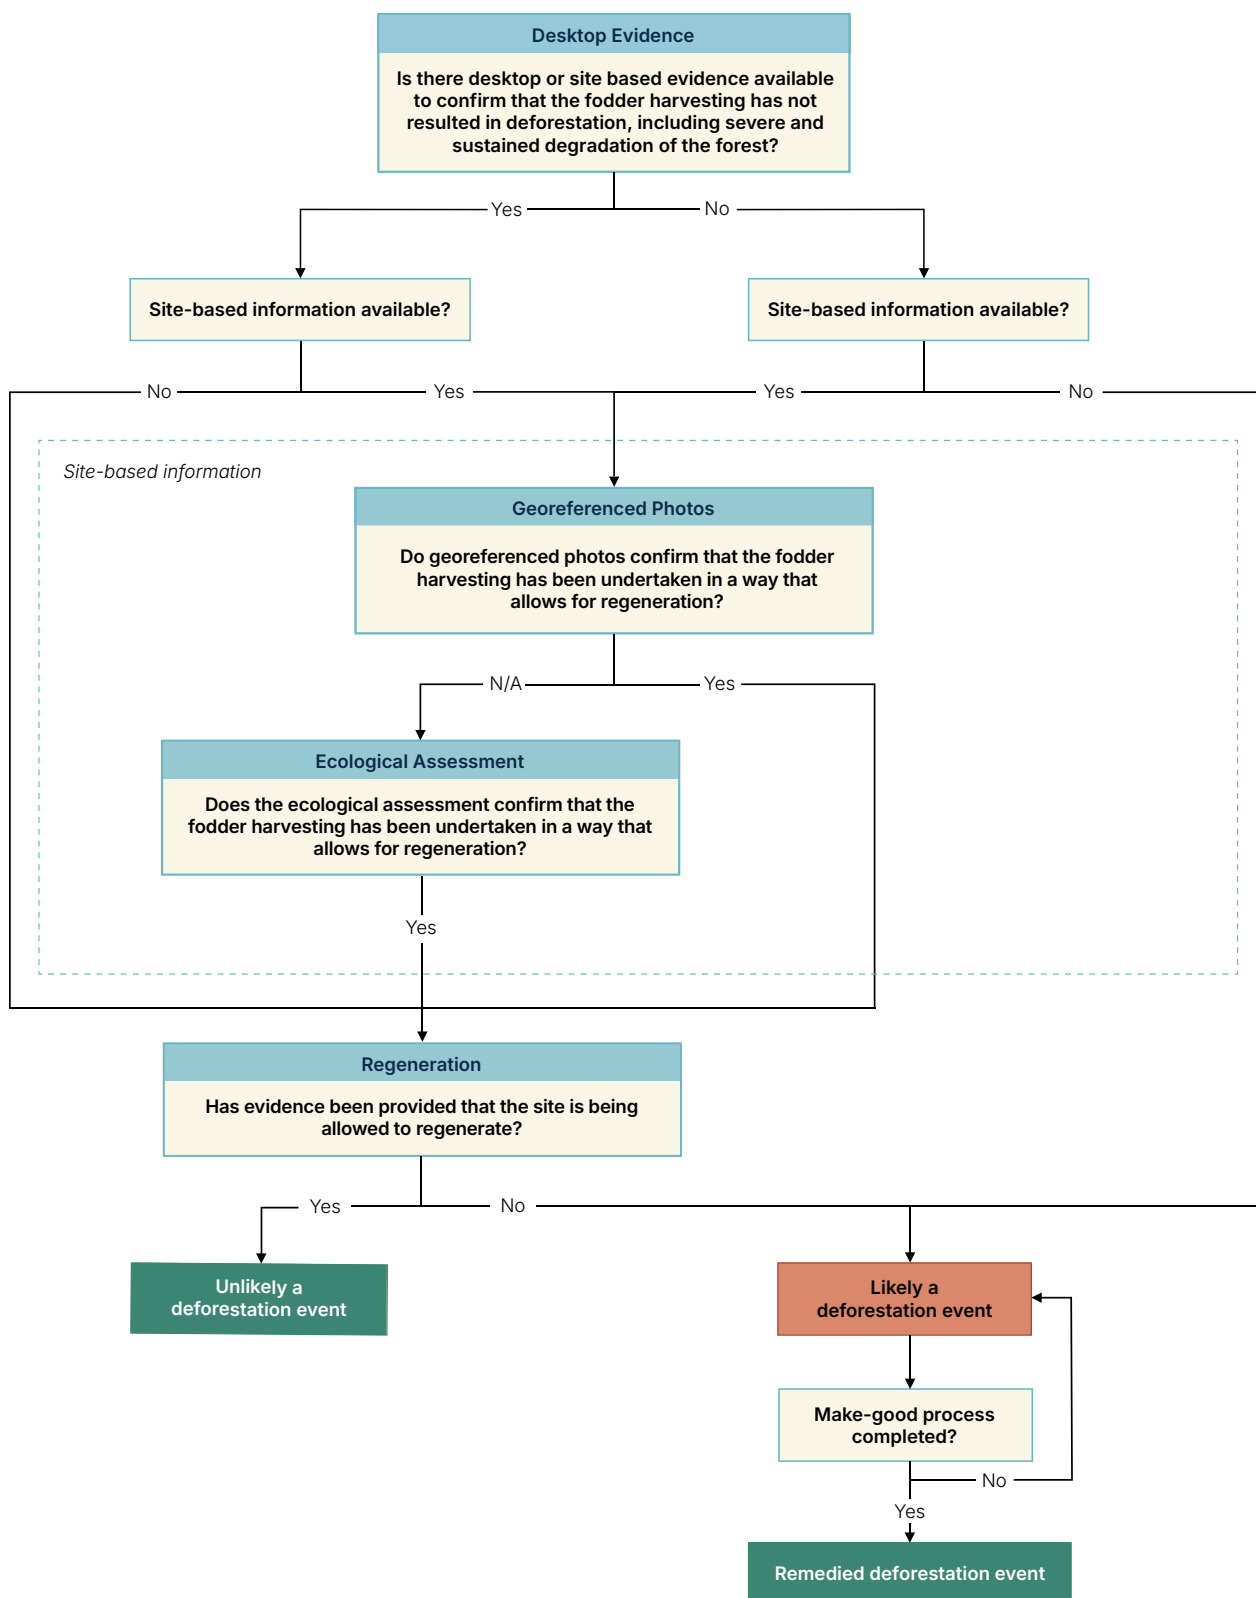 Desktop Evidence
Is there desktop or site based evidence available
to confirm that the fodder harvesting has not
resulted in deforestation, including severe and
sustained degradation of the forest?
Yes
No
Site-based information available?
Site-based information available?
No
Yes
Yes
No
Site-based information
Georeferenced Photos
Do georeferenced photos confirm that the fodder
harvesting has been undertaken in a way that
allows for regeneration?
N/A
Yes
Ecological Assessment
Does the ecological assessment confirm that the
fodder harvesting has been undertaken in a way that
allows for regeneration?
Yes
Regeneration
Has evidence been provided that the site is being
allowed to regenerate?
Yes
No
Unlikely a
deforestation event
Likely a
deforestation event
Make-good process
completed?
No
Yes
Remedied deforestation event